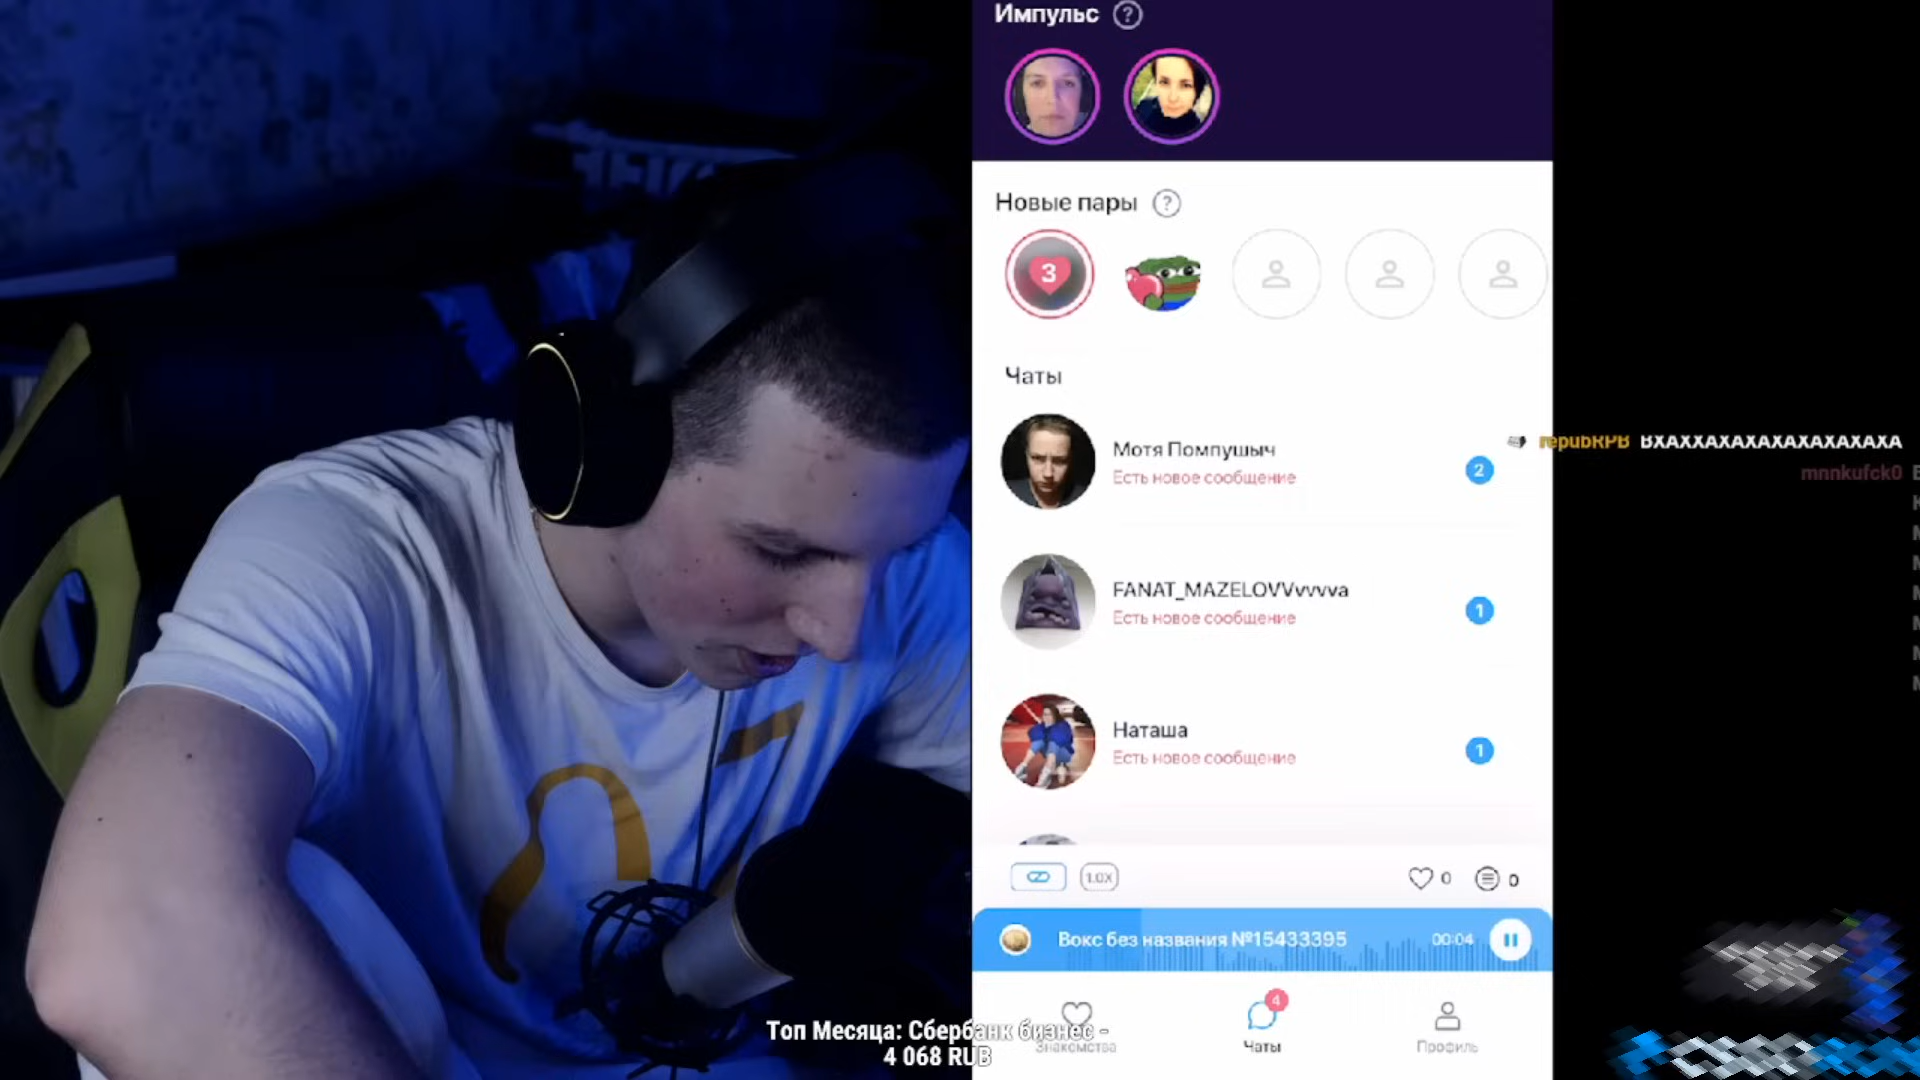 Импульс ?
Новые пары ?
3
Чаты
Мотя Помпушыч
Есть новое сообщение
2
FANAT_MAZELOVVvvvva
Есть новое сообщение
1
Наташа
Есть новое сообщение
1
1.0X
0
0
Вокс без названия №15433395
00:04
4
Знакомства
Чаты
Профиль
repubRPB ВХАХХАХАХАХАХАХАХАХА
mnnkufck0
Топ Месяца: Сбербанк бизнес -
4 068 RUB